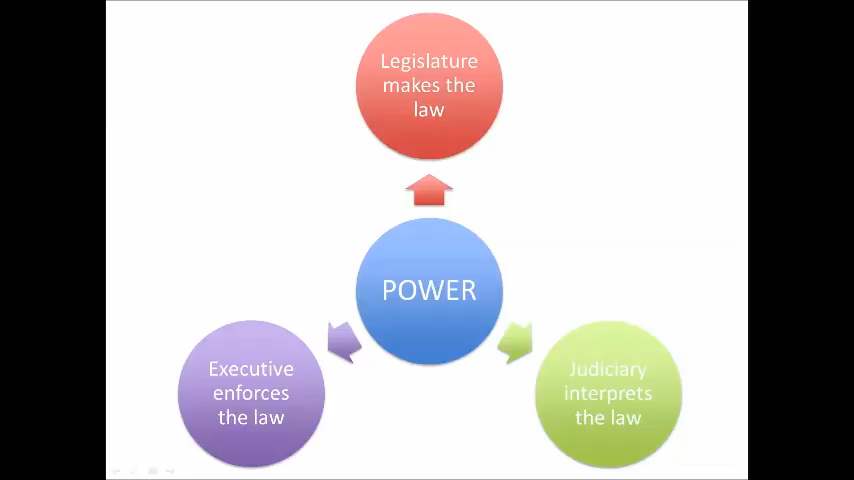 Legislature
makes the
law
POWER
Executive
enforces
the law
Judiciary
interprets
the law